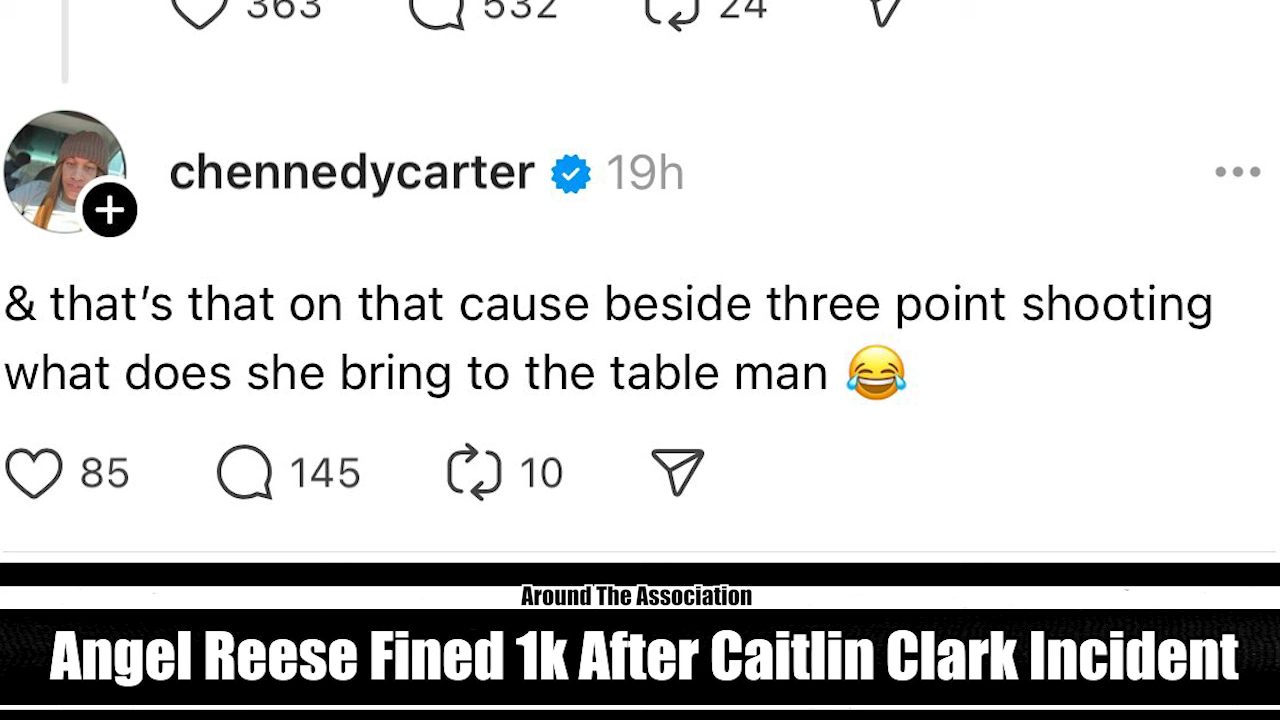 363 532 24
chennedycarter 19h
& that's that on that cause beside three point shooting
what does she bring to the table man 😂
85 145 10
Around The Association
Angel Reese Fined 1k After Caitlin Clark Incident